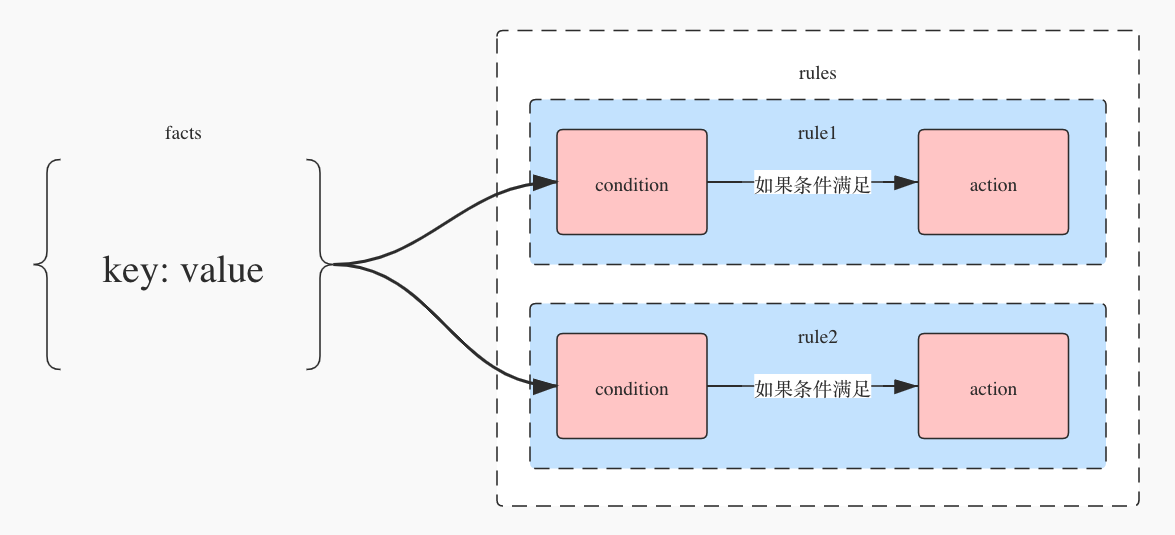 facts
key: value
rules
rule1
condition
如果条件满足
action
rule2
condition
如果条件满足
action